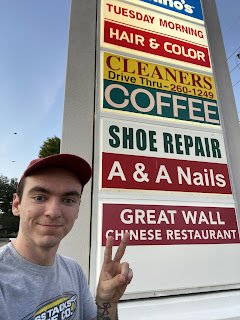 TUESDAY MORNING
HAIR & COLOR
CLEANERS
Drive Thru - 260-1249
COFFEE
SHOE REPAIR
A & A Nails
GREAT WALL
CHINESE RESTAURANT